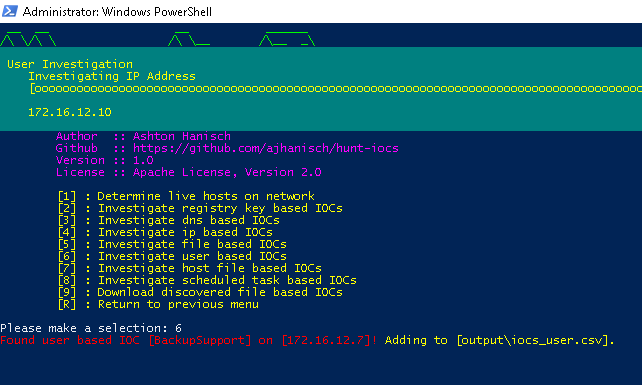 Administrator: Windows PowerShell
User Investigation
Investigating IP Address
[oooooooooooooooooooooooooooooooooooooooooooooooooooooooooooooooooooooooooooooooooooooooooooooo
172.16.12.10
Author :: Ashton Hanisch
Github :: https://github.com/ajhanisch/hunt-iocs
Version :: 1.0
License :: Apache License, Version 2.0
[1] : Determine live hosts on network
[2] : Investigate registry key based IOCs
[3] : Investigate dns based IOCs
[4] : Investigate ip based IOCs
[5] : Investigate file based IOCs
[6] : Investigate user based IOCs
[7] : Investigate host file based IOCs
[8] : Investigate scheduled task based IOCs
[9] : Download discovered file based IOCs
[R] : Return to previous menu
Please make a selection: 6
Found user based IOC [BackupSupport] on [172.16.12.7]! Adding to [output\iocs_user.csv].